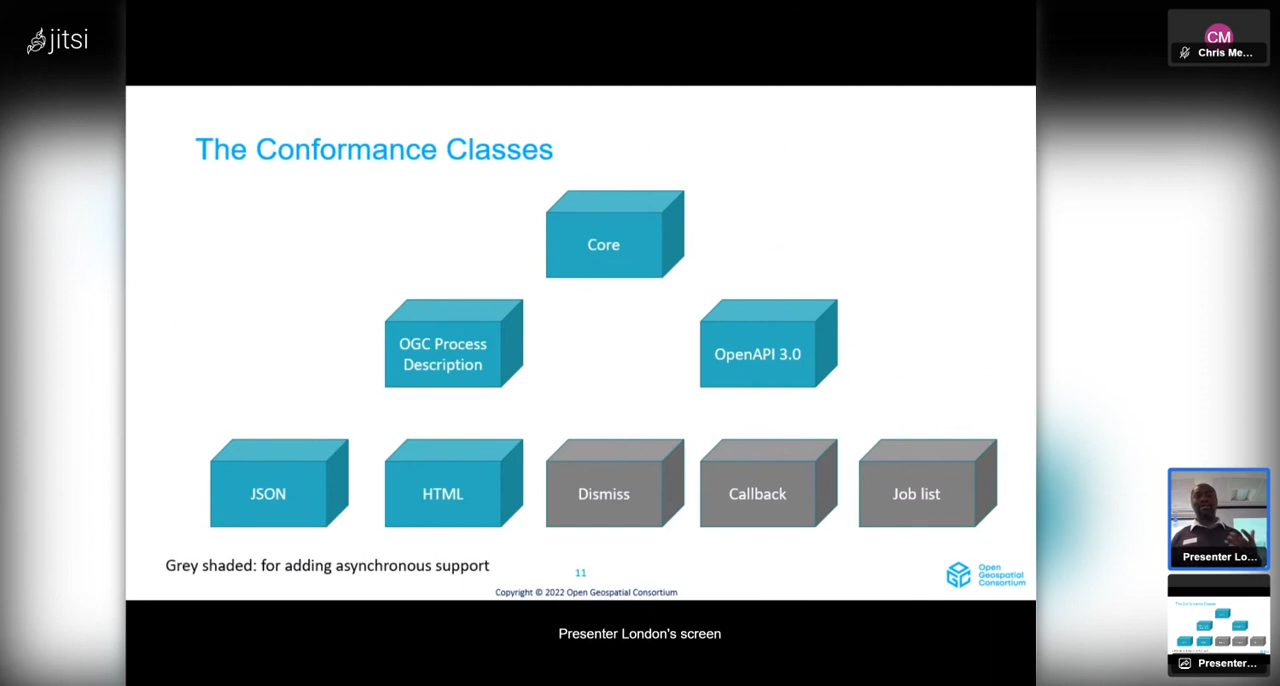 jitsi
CM
Chris Me...
The Conformance Classes
Core
OGC Process
Description
OpenAPI 3.0
JSON
HTML
Dismiss
Callback
Job list
Grey shaded: for adding asynchronous support
11
Copyright © 2022 Open Geospatial Consortium
Open
Geospatial
Consortium
Presenter London's screen
Presenter Lo...
Presenter...